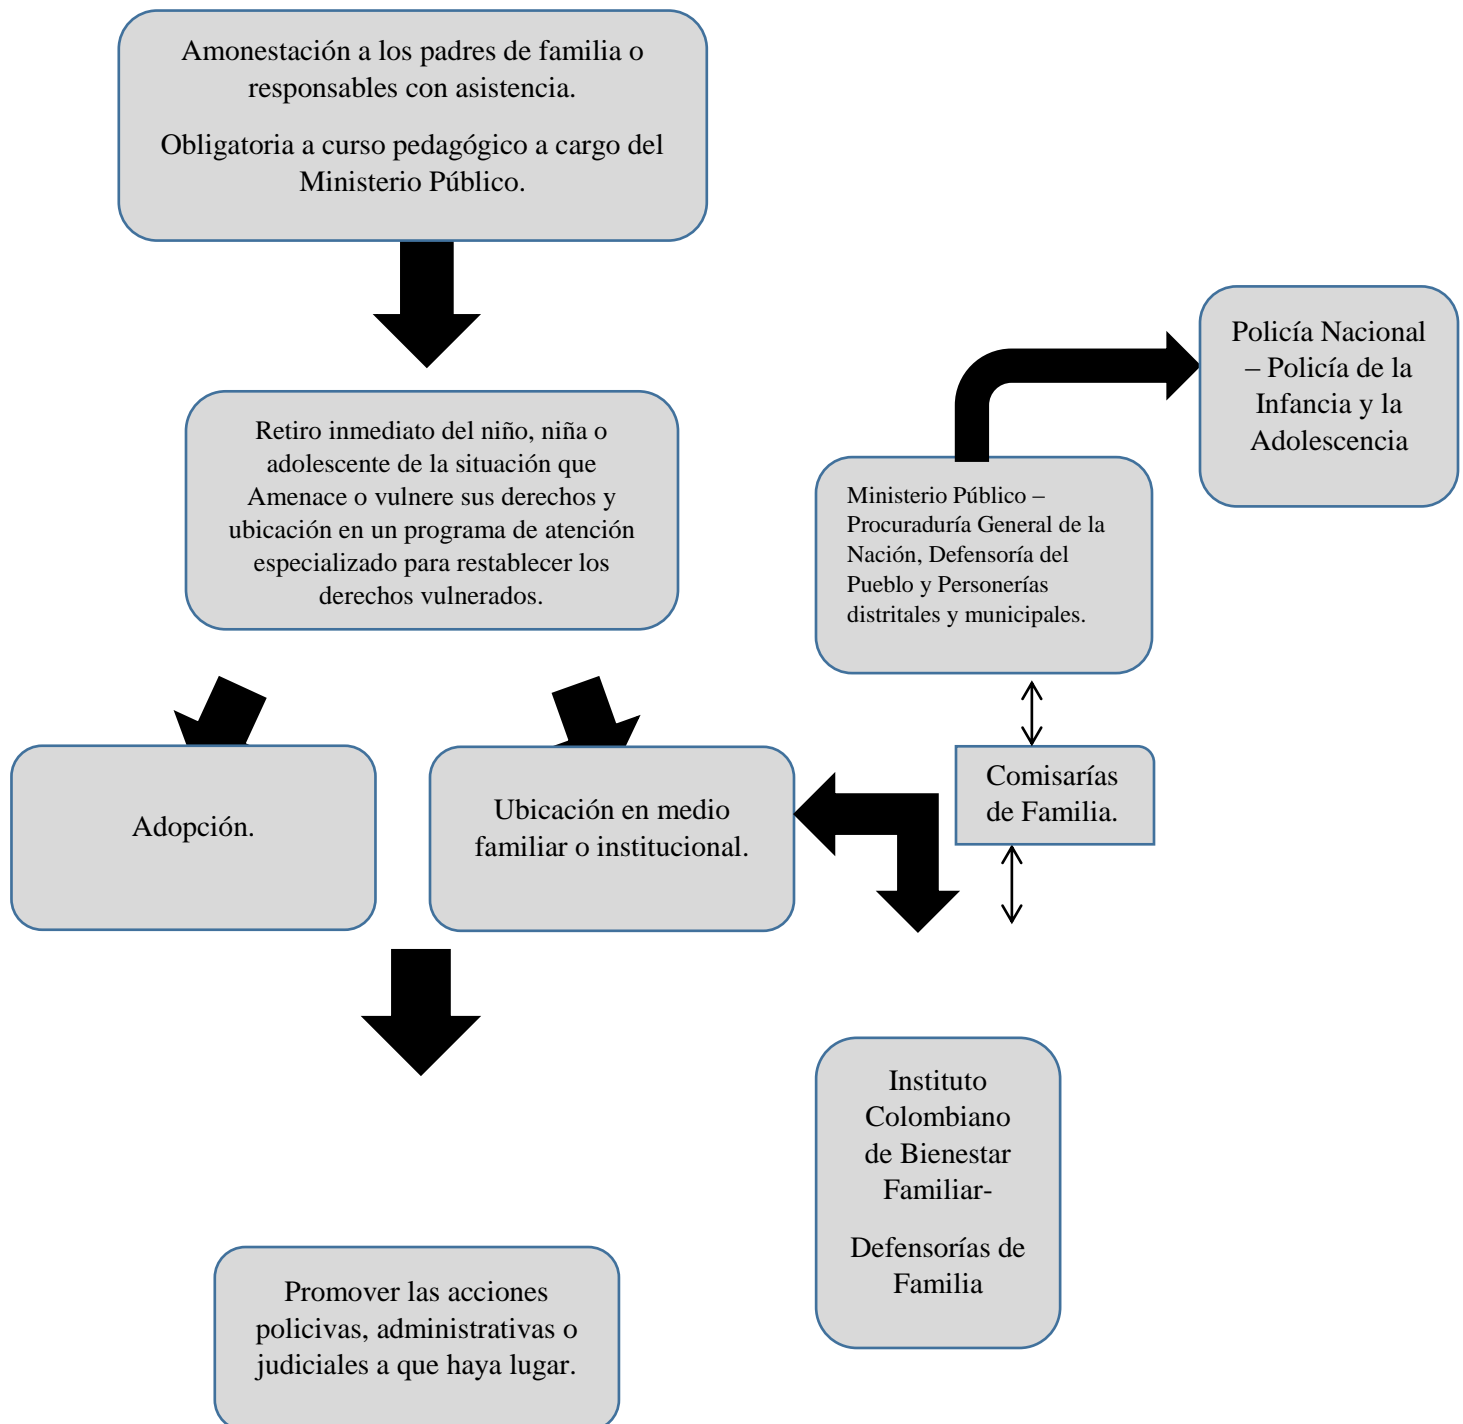 Amonestación a los padres de familia o
responsables con asistencia.
Obligatoria a curso pedagógico a cargo del
Ministerio Público.
Retiro inmediato del niño, niña o
adolescente de la situación que
Amenace o vulnere sus derechos y
ubicación en un programa de atención
especializado para restablecer los
derechos vulnerados.
Policía Nacional
– Policía de la
Infancia y la
Adolescencia
Ministerio Público –
Procuraduría General de la
Nación, Defensoría del
Pueblo y Personerías
distritales y municipales.
Adopción.
Ubicación en medio
familiar o institucional.
Comisarías
de Familia.
Instituto
Colombiano
de Bienestar
Familiar-
Defensorías de
Familia
Promover las acciones
policivas, administrativas o
judiciales a que haya lugar.